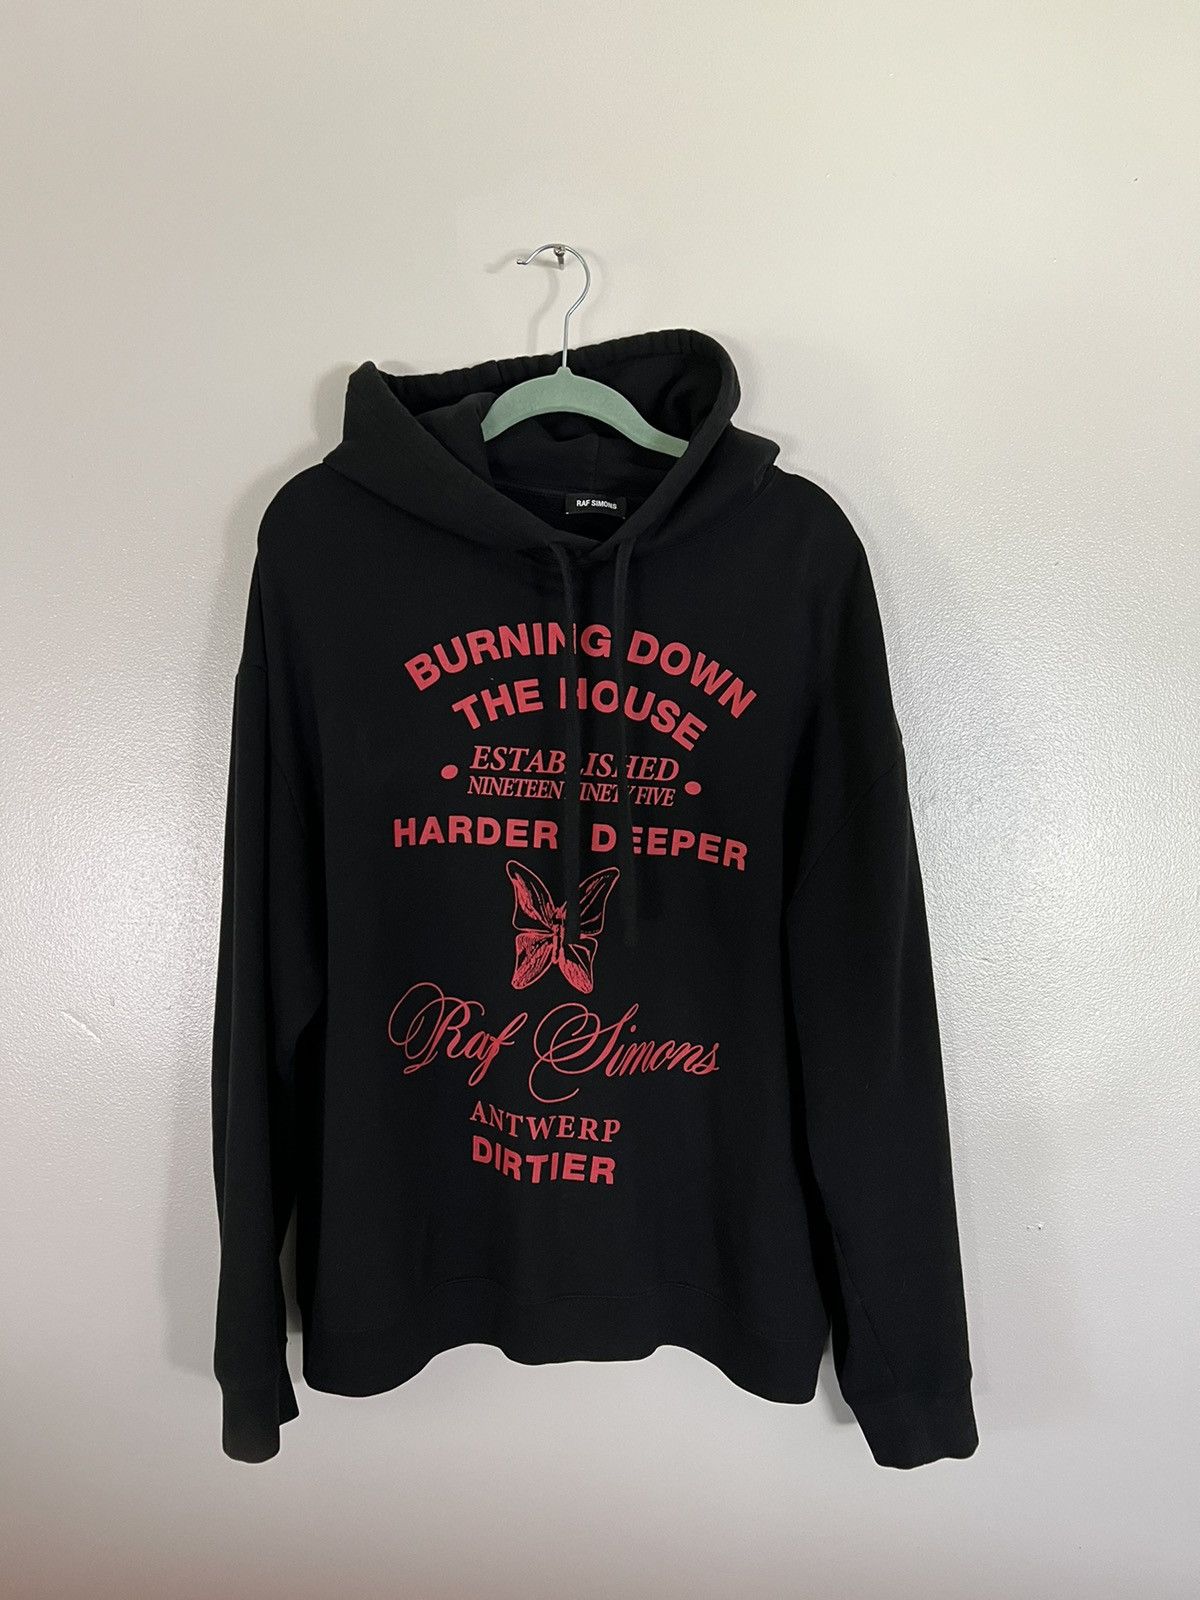 RAF SIMONS
BURNING DOWN
THE HOUSE
ESTABLISHED
NINETEEN NINETY FIVE
HARDER DEEPER
Raf Simons
ANTWERP
DIRTIER